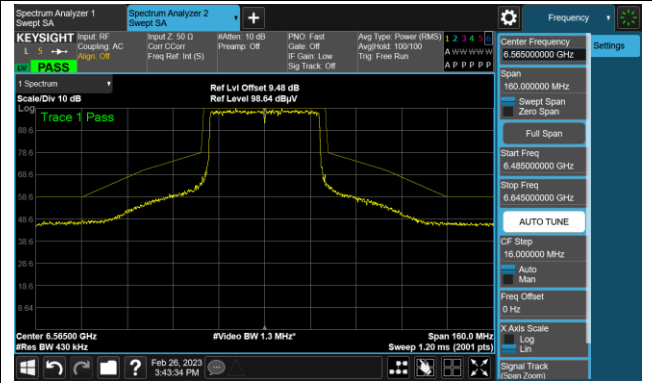 Spectrum Analyzer 1
Swept SA
Spectrum Analyzer 2
Swept SA
+
Frequency
KEYSIGHT
L S
PASS
Input: RF
Coupling: AC
Align: Off
Input Z: 50 Ω
Corr CCorr
Freq Ref: Int (S)
#Atten: 10 dB
Preamp: Off
PNO: Fast
Gate: Off
IF Gain: Low
Sig Track: Off
Avg Type: Power (RMS)
Avg|Hold: 100/100
Trig: Free Run
1 2 3 4 5 6
A W W W W W
A P P P P P
1 Spectrum
Scale/Div 10 dB
Ref Lvl Offset 9.48 dB
Ref Level 98.64 dBµV
Log
Trace 1 Pass
88.6
78.6
68.6
58.6
48.6
38.6
28.6
18.6
8.64
Center 6.56500 GHz
#Res BW 430 kHz
#Video BW 1.3 MHz*
Span 160.0 MHz
Sweep 1.20 ms (2001 pts)
Center Frequency
6.565000000 GHz
Settings
Span
160.000000 MHz
Swept Span
Zero Span
Full Span
Start Freq
6.485000000 GHz
Stop Freq
6.645000000 GHz
AUTO TUNE
CF Step
16.000000 MHz
Auto
Man
Freq Offset
0 Hz
X Axis Scale
Log
Lin
Signal Track
(Span Zoom)
?
Feb 26, 2023
3:43:34 PM